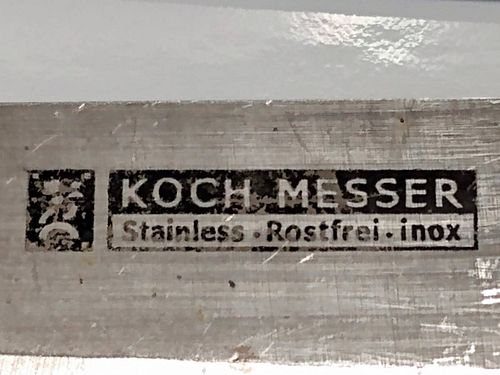 KOCH MESSER
Stainless · Rostfrei · inox